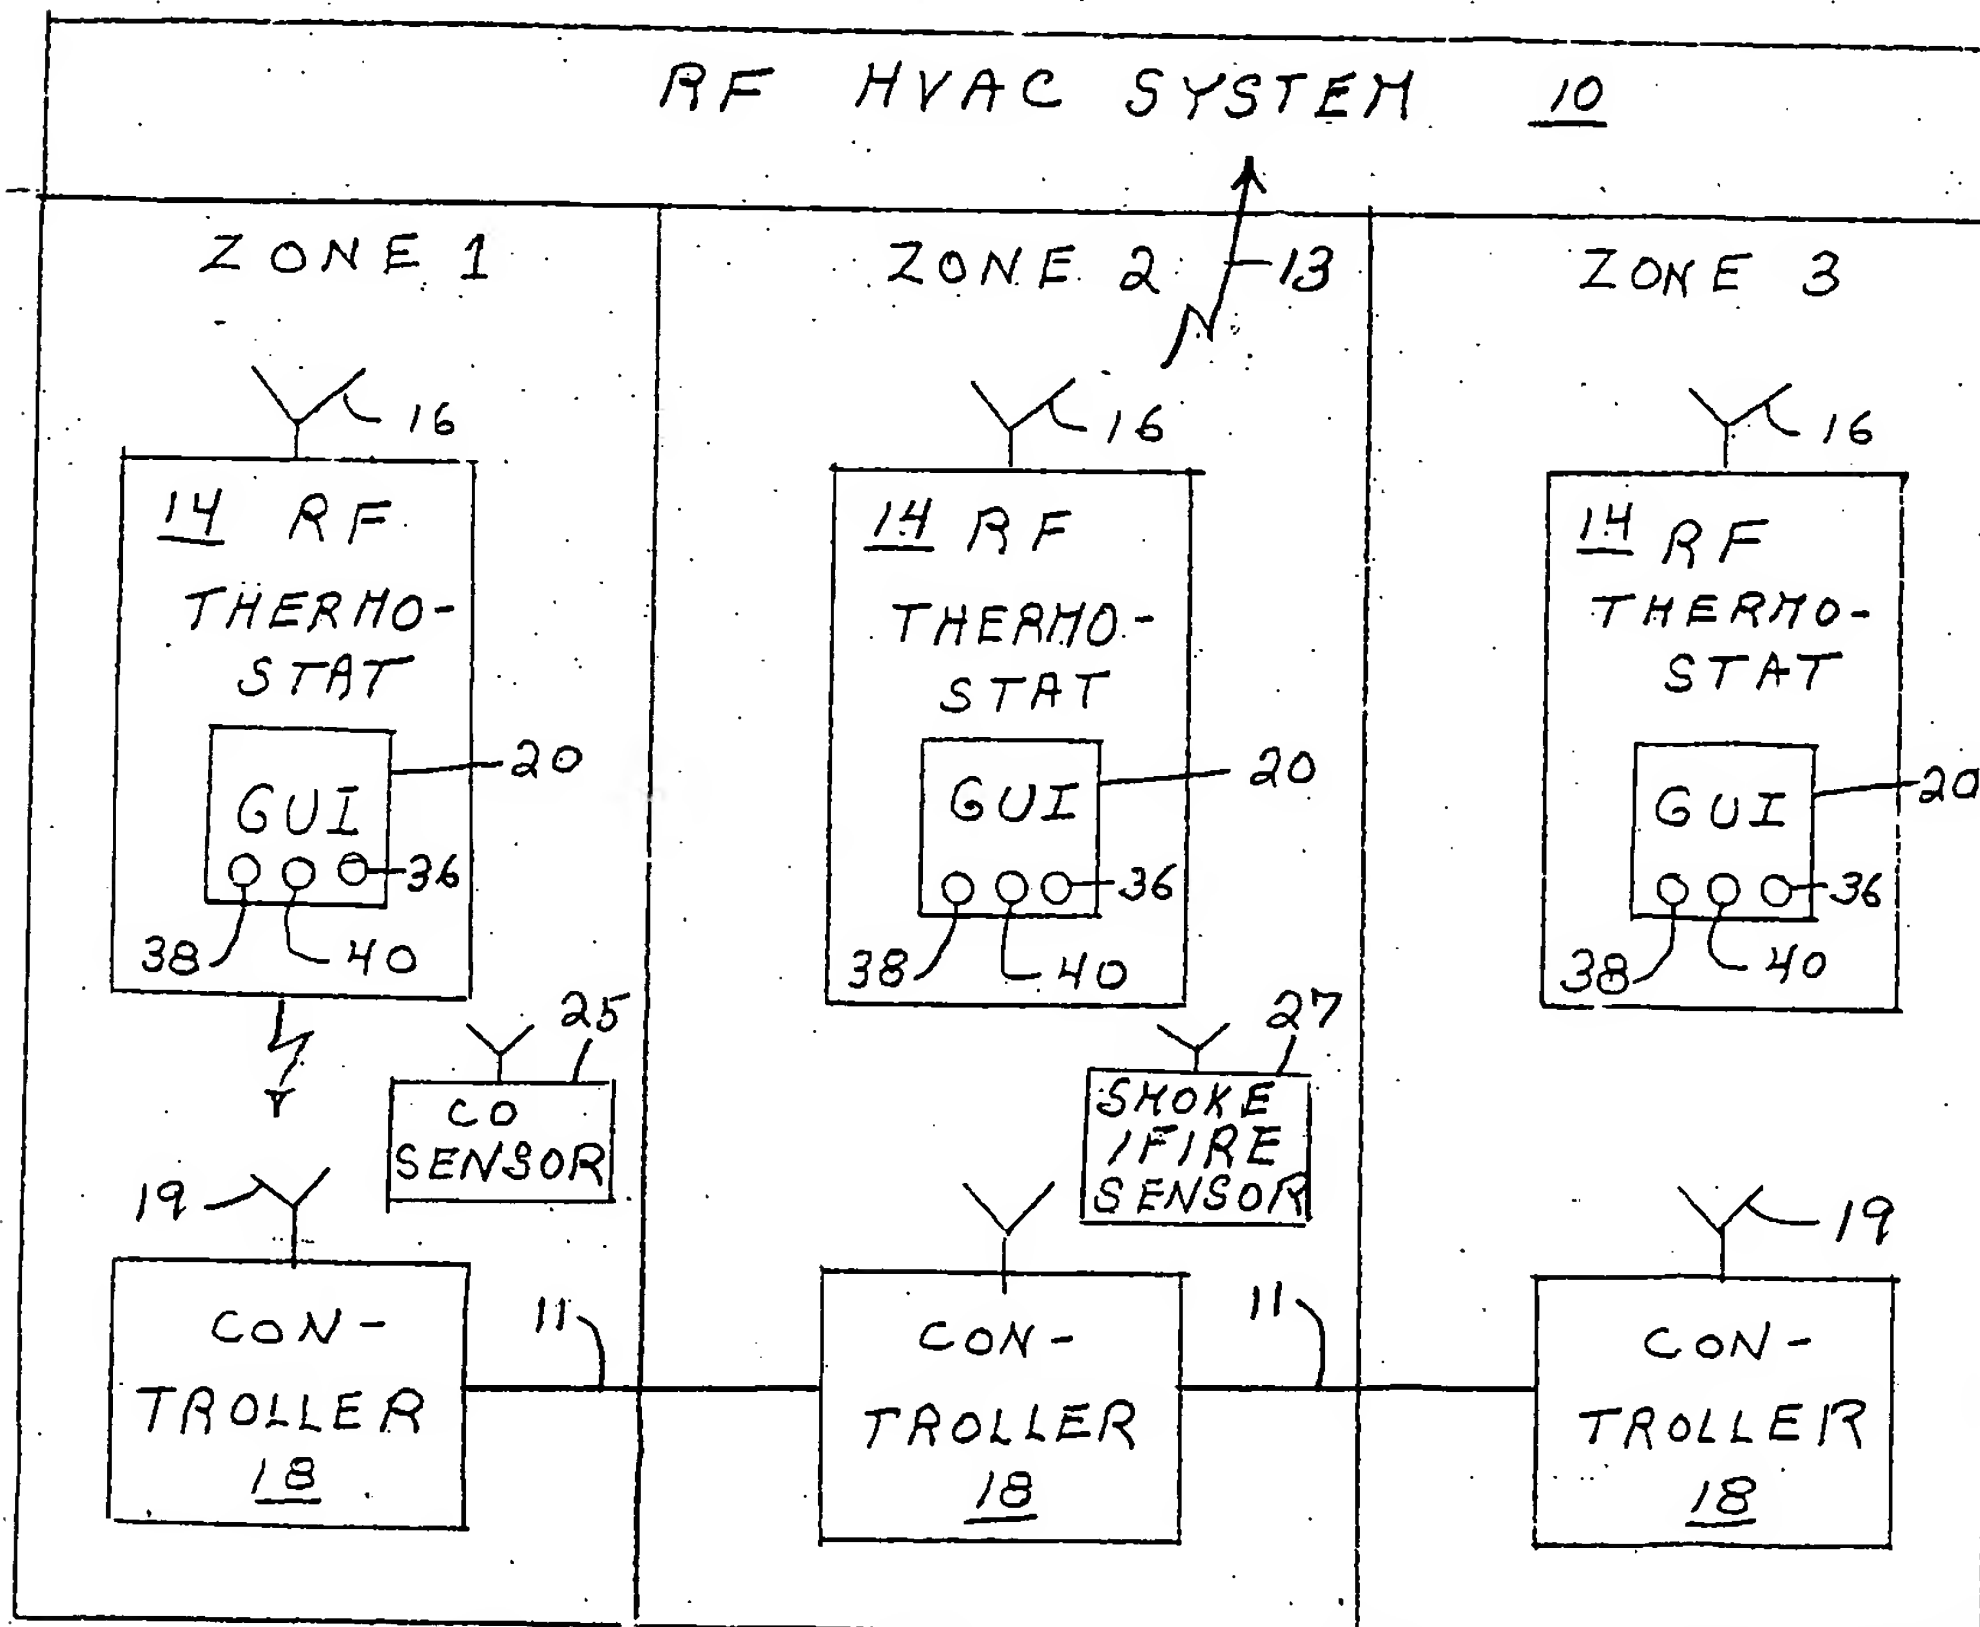 RF HVAC SYSTEM 10
ZONE 1
16
14 RF
THERMO-
STAT
20
GUI
36
38 40
25
CO
SENSOR
19
CON-
TROLLER
18
11
ZONE 2
13
16
14 RF
THERMO-
STAT
20
GUI
36
38 40
27
SMOKE
/FIRE
SENSOR
CON-
TROLLER
18
11
ZONE 3
16
14 RF
THERMO-
STAT
20
GUI
36
38 40
19
CON-
TROLLER
18